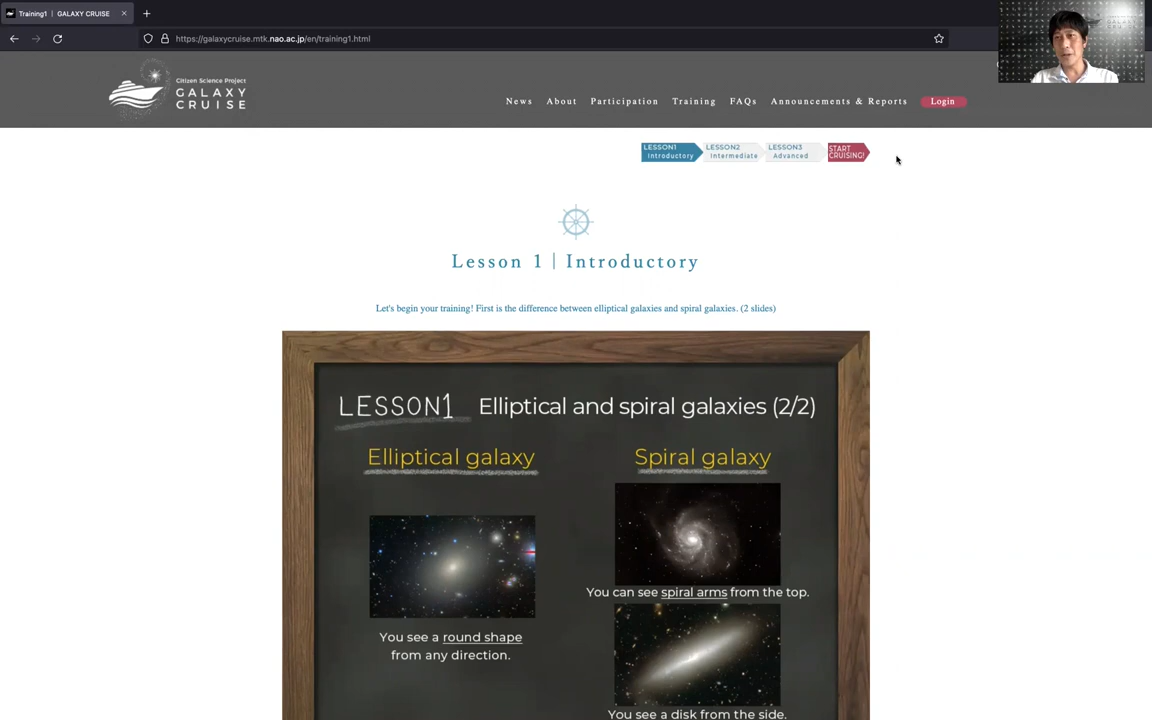 Training1 | GALAXY CRUISE
https://galaxycruise.mtk.nao.ac.jp/en/training1.html
Citizen Science Project
GALAXY
CRUISE
News About Participation Training FAQs Announcements & Reports Login
LESSON1
Introductory
LESSON2
Intermediate
LESSON3
Advanced
START
CRUISING!
Lesson 1 | Introductory
Let's begin your training! First is the difference between elliptical galaxies and spiral galaxies. (2 slides)
LESSON1 Elliptical and spiral galaxies (2/2)
Elliptical galaxy
Spiral galaxy
You can see spiral arms from the top.
You see a round shape
from any direction.
You see a disk from the side.